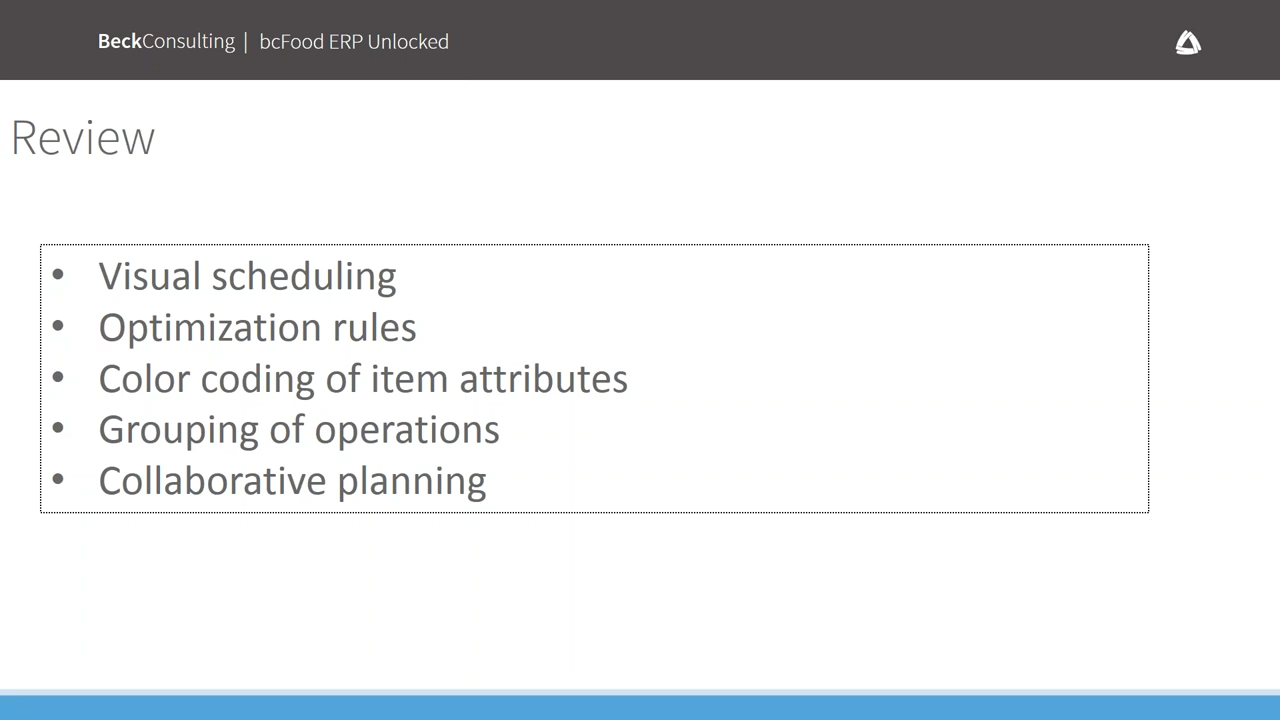 BeckConsulting | bcFood ERP Unlocked
Review
• Visual scheduling
• Optimization rules
• Color coding of item attributes
• Grouping of operations
• Collaborative planning